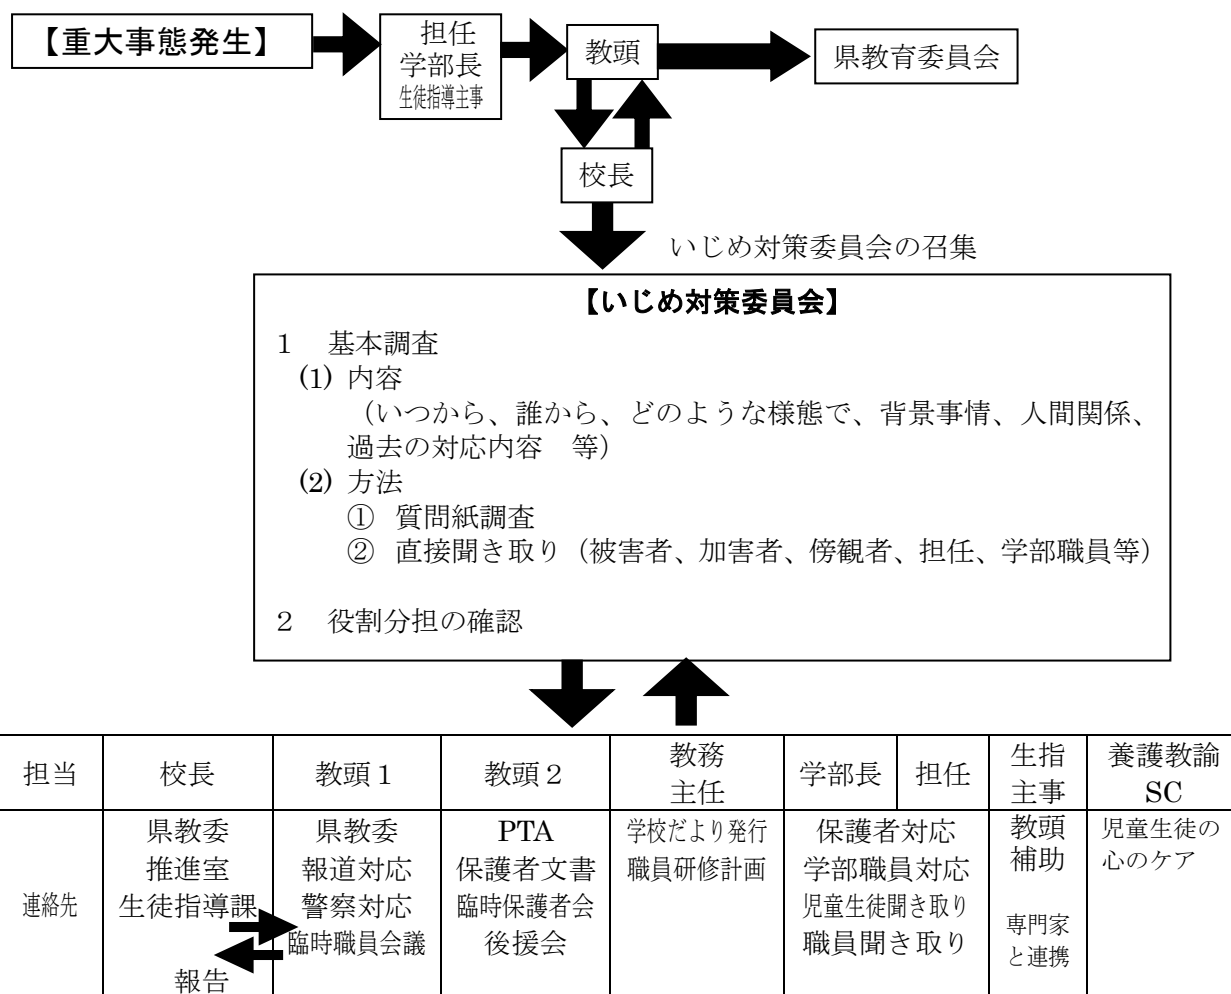 【重大事態発生】
担任
学部長
生徒指導主事
教頭
県教育委員会
校長
いじめ対策委員会の召集
【いじめ対策委員会】
１　基本調査
(1) 内容
（いつから、誰から、どのような様態で、背景事情、人間関係、
過去の対応内容　等）
(2) 方法
①　質問紙調査
②　直接聞き取り（被害者、加害者、傍観者、担任、学部職員等）
２　役割分担の確認
担当
校長
教頭１
教頭２
教務
主任
学部長
担任
生指
主事
養護教諭
SC
連絡先
県教委
推進室
生徒指導課
報告
県教委
報道対応
警察対応
臨時職員会議
PTA
保護者文書
臨時保護者会
後援会
学校だより発行
職員研修計画
保護者対応
学部職員対応
児童生徒聞き取り
職員聞き取り
教頭
補助
専門家
と連携
児童生徒の
心のケア